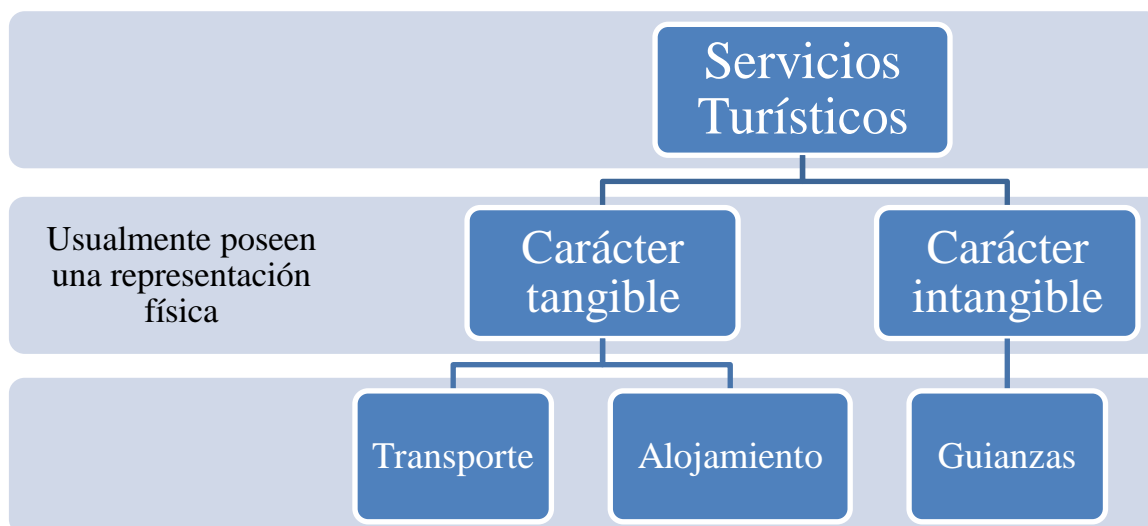 Servicios
Turísticos
Usualmente poseen
una representación
física
Carácter
tangible
Carácter
intangible
Transporte
Alojamiento
Guianzas